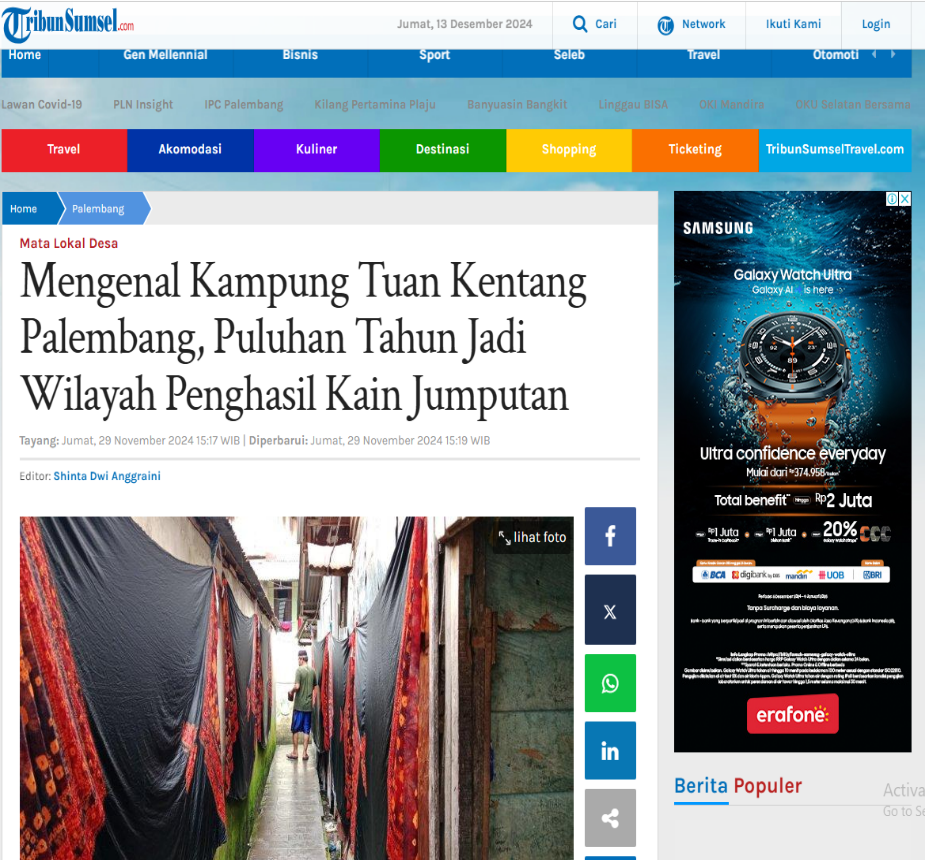 TribunSumsel.com
Jumat, 13 Desember 2024
Cari
Network
Ikuti Kami
Login
Home
Gen Mellennial
Bisnis
Sport
Seleb
Travel
Otomoti
Lawan Covid-19
PLN Insight
IPC Palembang
Kilang Pertamina Plaju
Banyuasin Bangkit
Linggau BISA
OKI Mandira
OKU Selatan Bersama
Travel
Akomodasi
Kuliner
Destinasi
Shopping
Ticketing
TribunSumselTravel.com
Home
Palembang
Mata Lokal Desa
Mengenal Kampung Tuan Kentang
Palembang, Puluhan Tahun Jadi
Wilayah Penghasil Kain Jumputan
Tayang: Jumat, 29 November 2024 15:17 WIB | Diperbarui: Jumat, 29 November 2024 15:19 WIB
Editor: Shinta Dwi Anggraini
lihat foto
SAMSUNG
Galaxy Watch Ultra
Galaxy AI is here
Ultra confidence everyday
Mulai dari Rp374.958
Total benefit hingga Rp2 Juta
Rp1 Juta
Rp1 Juta
20%
BCA
digibank
mandiri
UOB
BRI
Tanpa Surcharge dan biaya layanan.
erafone
Berita Populer
Activa
Go to Se